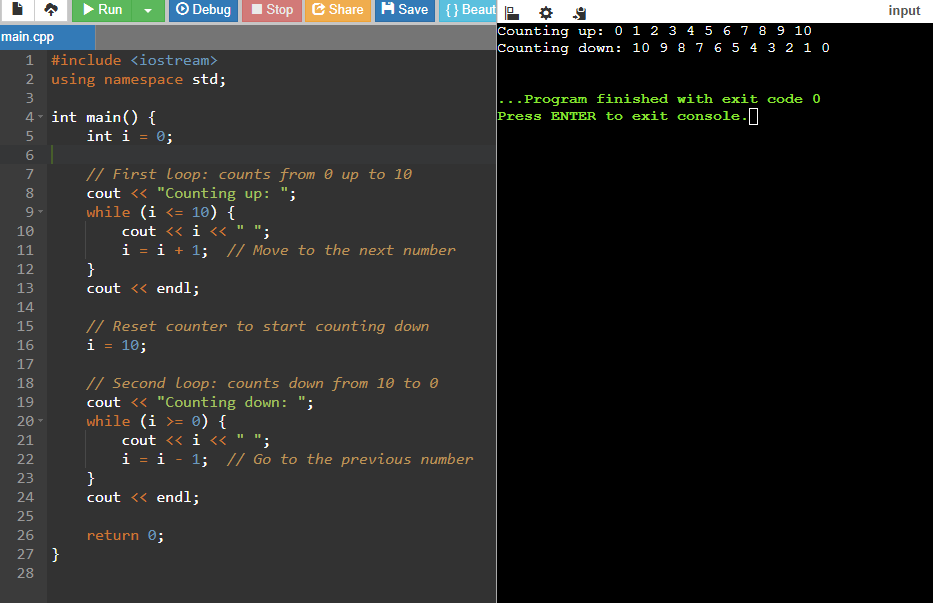 Run Debug Stop Share Save { } Beaut
input
main.cpp
1 #include <iostream>
2 using namespace std;
3
4 int main() {
5     int i = 0;
6
7     // First loop: counts from 0 up to 10
8     cout << "Counting up: ";
9     while (i <= 10) {
10         cout << i << " ";
11         i = i + 1;  // Move to the next number
12     }
13     cout << endl;
14
15     // Reset counter to start counting down
16     i = 10;
17
18     // Second loop: counts down from 10 to 0
19     cout << "Counting down: ";
20     while (i >= 0) {
21         cout << i << " ";
22         i = i - 1;  // Go to the previous number
23     }
24     cout << endl;
25
26     return 0;
27 }
28
Counting up: 0 1 2 3 4 5 6 7 8 9 10
Counting down: 10 9 8 7 6 5 4 3 2 1 0
...Program finished with exit code 0
Press ENTER to exit console.